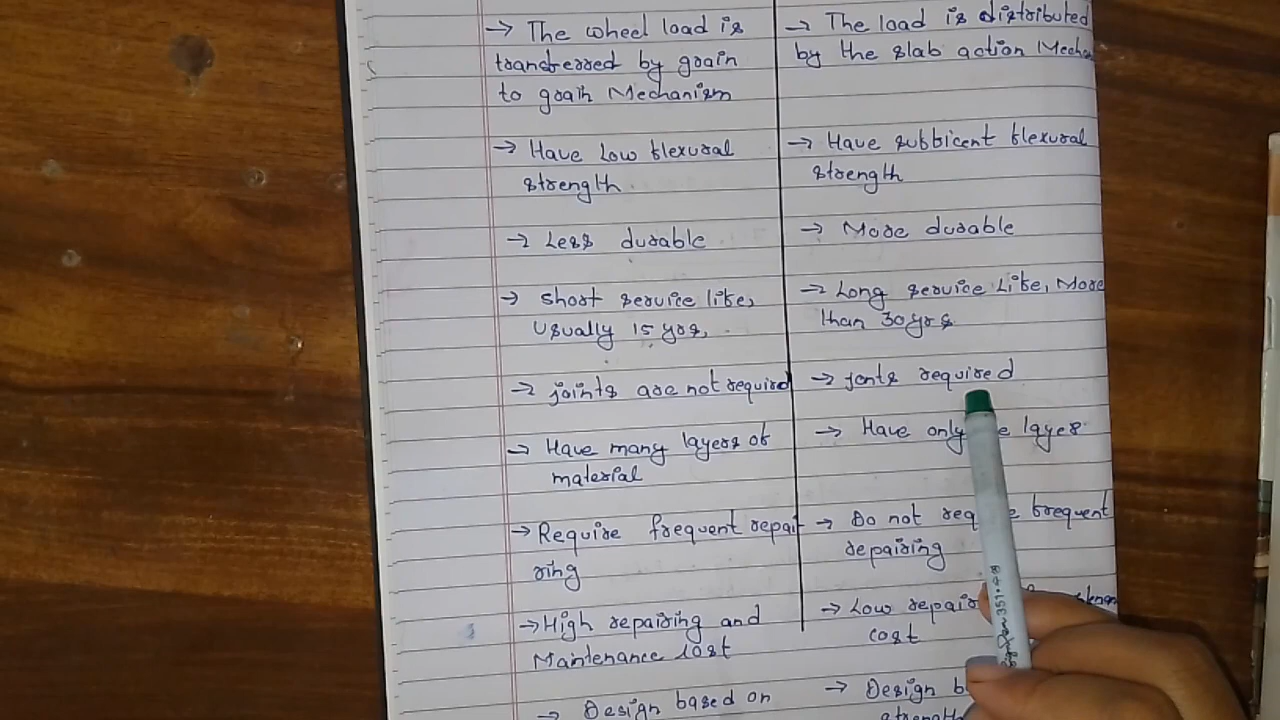 → The wheel load is
transferred by grain
to grain Mechanism
→ Have Low flexural
strength.
→ Less durable
→ short service life,
Usually 15 yrs,
→ joints are not required
→ Have many layers of
material
→ Require frequent repair
ring
→ High repairing and
Maintenance Cost
→ Design based on
→ The load is distributed
by the slab action
→ Have sufficent flexural
strength
→ More durable
→ Long service Life, More
than 30 yrs
→ jonts required
→ Have only layer
→ Do not frequent
repairing
→ Low
cost
→ Design
strength